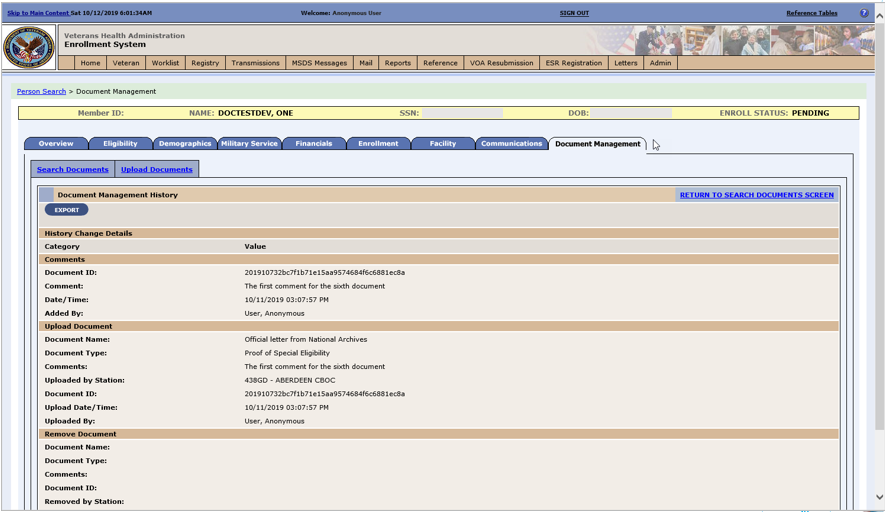 Skip to Main Content Sat 10/12/2019 6:01:34AM Welcome: Anonymous User SIGN OUT Reference Tables ?
Veterans Health Administration
Enrollment System
Home Veteran Worklist Registry Transmissions MSDS Messages Mail Reports Reference VOA Resubmission ESR Registration Letters Admin
Person Search > Document Management
Member ID: NAME: DOCTESTDEV, ONE SSN: DOB: ENROLL STATUS: PENDING
Overview Eligibility Demographics Military Service Financials Enrollment Facility Communications Document Management
Search Documents Upload Documents
Document Management History RETURN TO SEARCH DOCUMENTS SCREEN
EXPORT
History Change Details
Category Value
Comments
Document ID: 201910732bc7f1b71e15aa9574684f6c6881ec8a
Comment: The first comment for the sixth document
Date/Time: 10/11/2019 03:07:57 PM
Added By: User, Anonymous
Upload Document
Document Name: Official letter from National Archives
Document Type: Proof of Special Eligibility
Comments: The first comment for the sixth document
Uploaded by Station: 438GD - ABERDEEN CBOC
Document ID: 201910732bc7f1b71e15aa9574684f6c6881ec8a
Upload Date/Time: 10/11/2019 03:07:57 PM
Uploaded By: User, Anonymous
Remove Document
Document Name:
Document Type:
Comments:
Document ID:
Removed by Station: